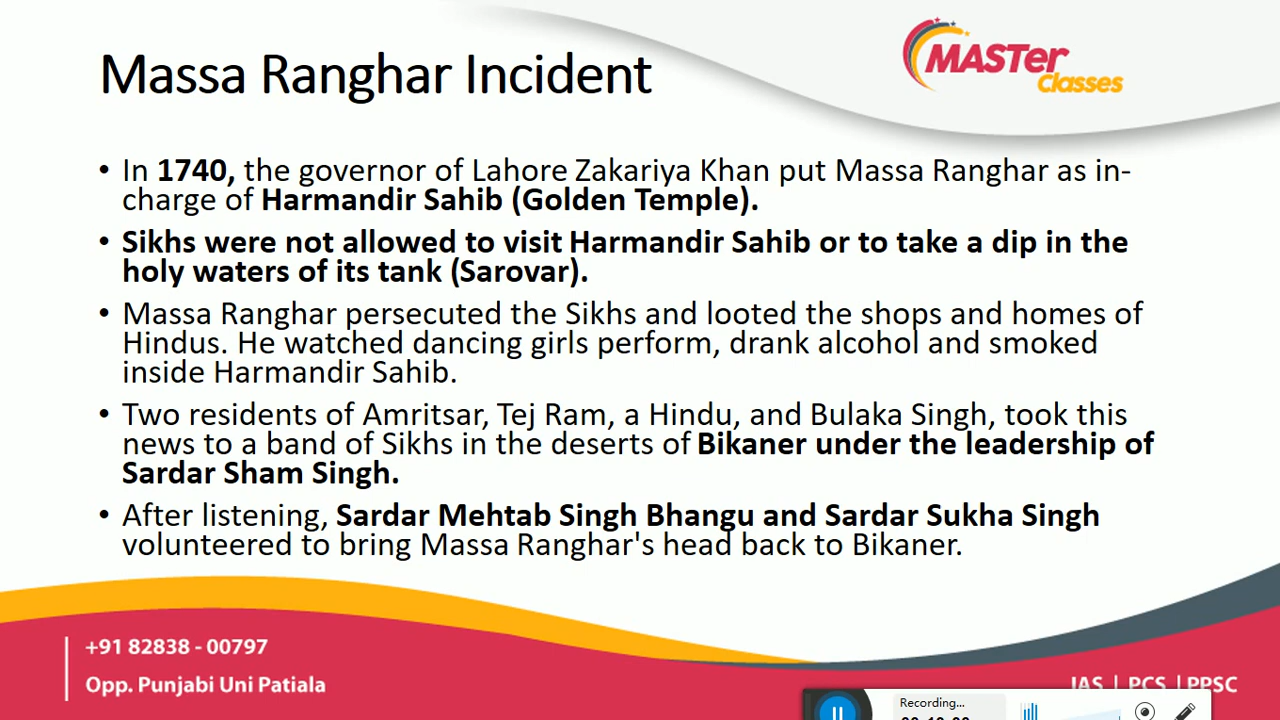 MASTer
Classes
Massa Ranghar Incident
• In 1740, the governor of Lahore Zakariya Khan put Massa Ranghar as in-
charge of Harmandir Sahib (Golden Temple).
• Sikhs were not allowed to visit Harmandir Sahib or to take a dip in the
holy waters of its tank (Sarovar).
• Massa Ranghar persecuted the Sikhs and looted the shops and homes of
Hindus. He watched dancing girls perform, drank alcohol and smoked
inside Harmandir Sahib.
• Two residents of Amritsar, Tej Ram, a Hindu, and Bulaka Singh, took this
news to a band of Sikhs in the deserts of Bikaner under the leadership of
Sardar Sham Singh.
• After listening, Sardar Mehtab Singh Bhangu and Sardar Sukha Singh
volunteered to bring Massa Ranghar's head back to Bikaner.
+91 82838 - 00797
Opp. Punjabi Uni Patiala
IAS | PCS | PPSC
Recording...